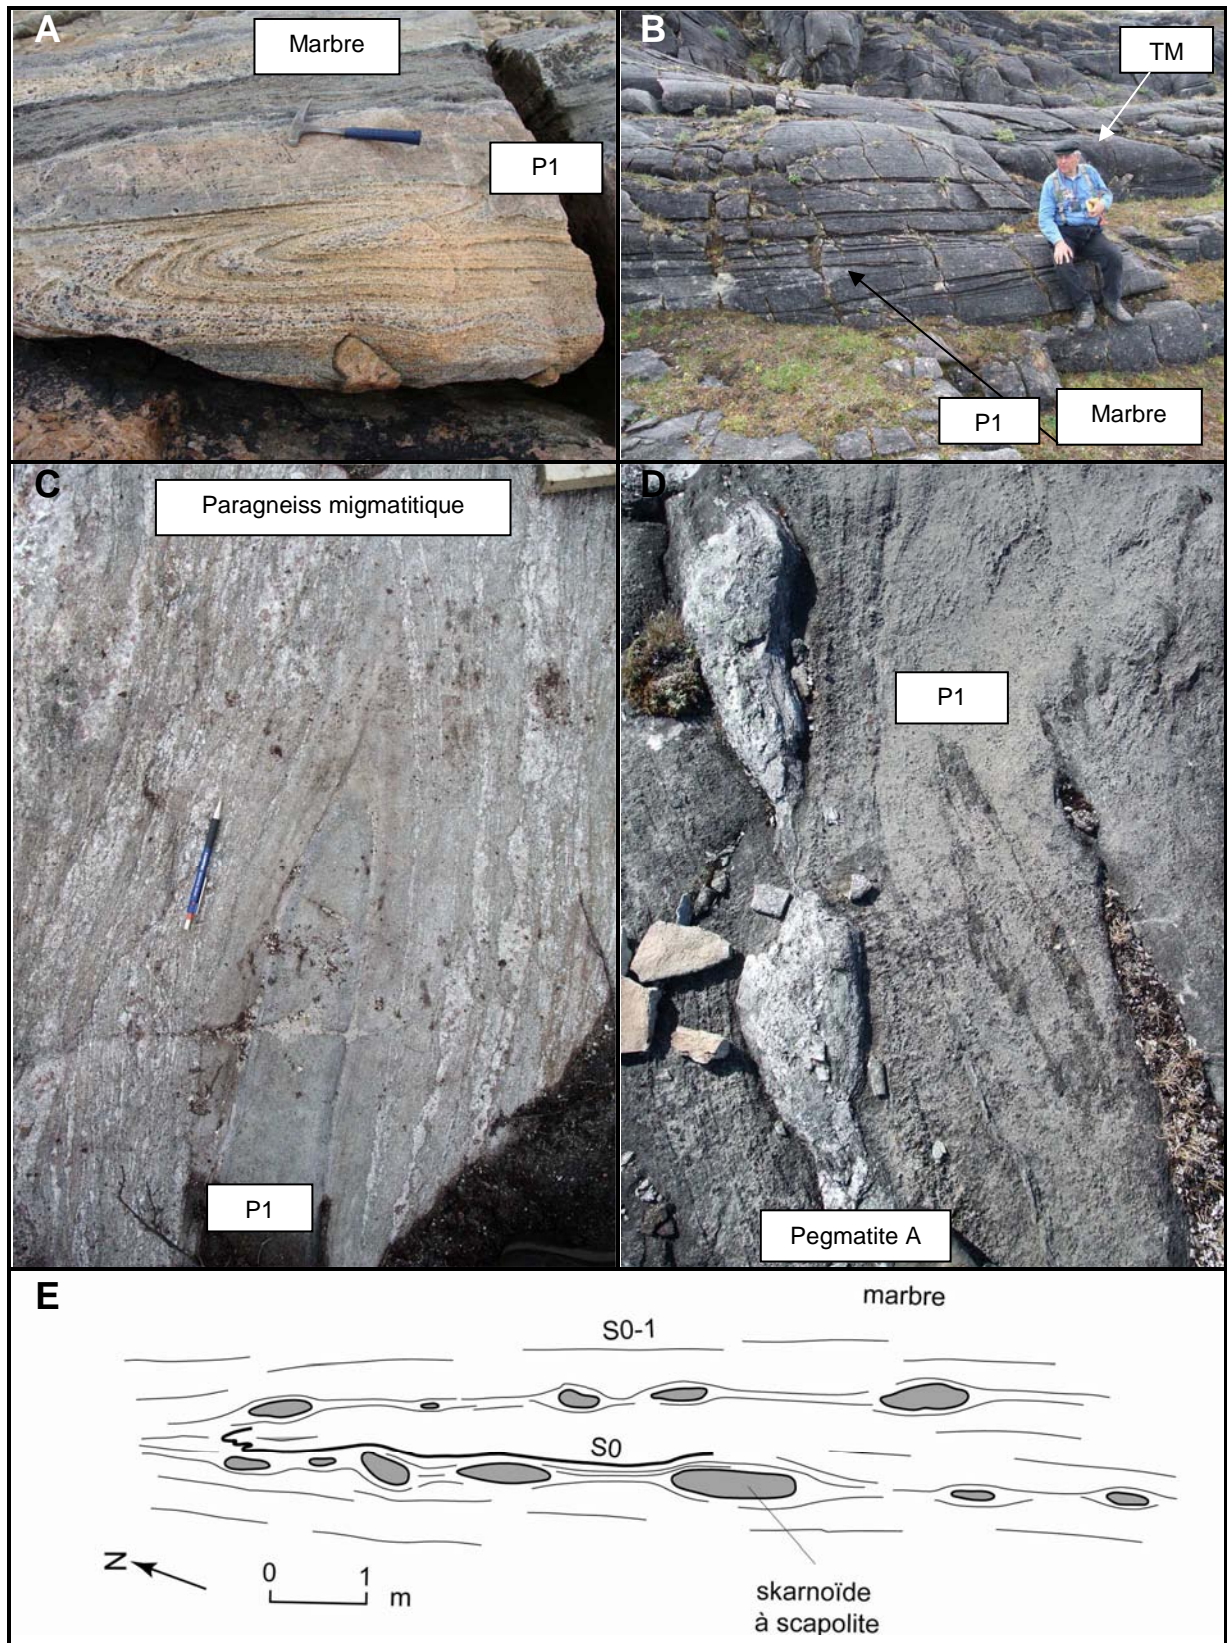 A
Marbre
P1
B
TM
P1
Marbre
C
Paragneiss migmatitique
P1
D
P1
Pegmatite A
E
marbre
S0-1
S0
N
0 1
m
skarnoïde
à scapolite